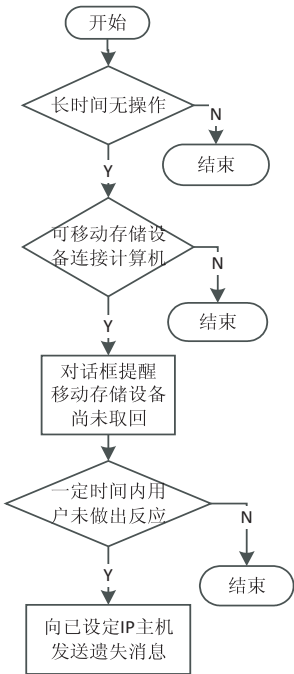 开始
长时间无操作
N
结束
Y
可移动存储设
备连接计算机
N
结束
Y
对话框提醒
移动存储设备
尚未取回
一定时间内用
户未做出反应
N
结束
Y
向已设定IP主机
发送遗失消息